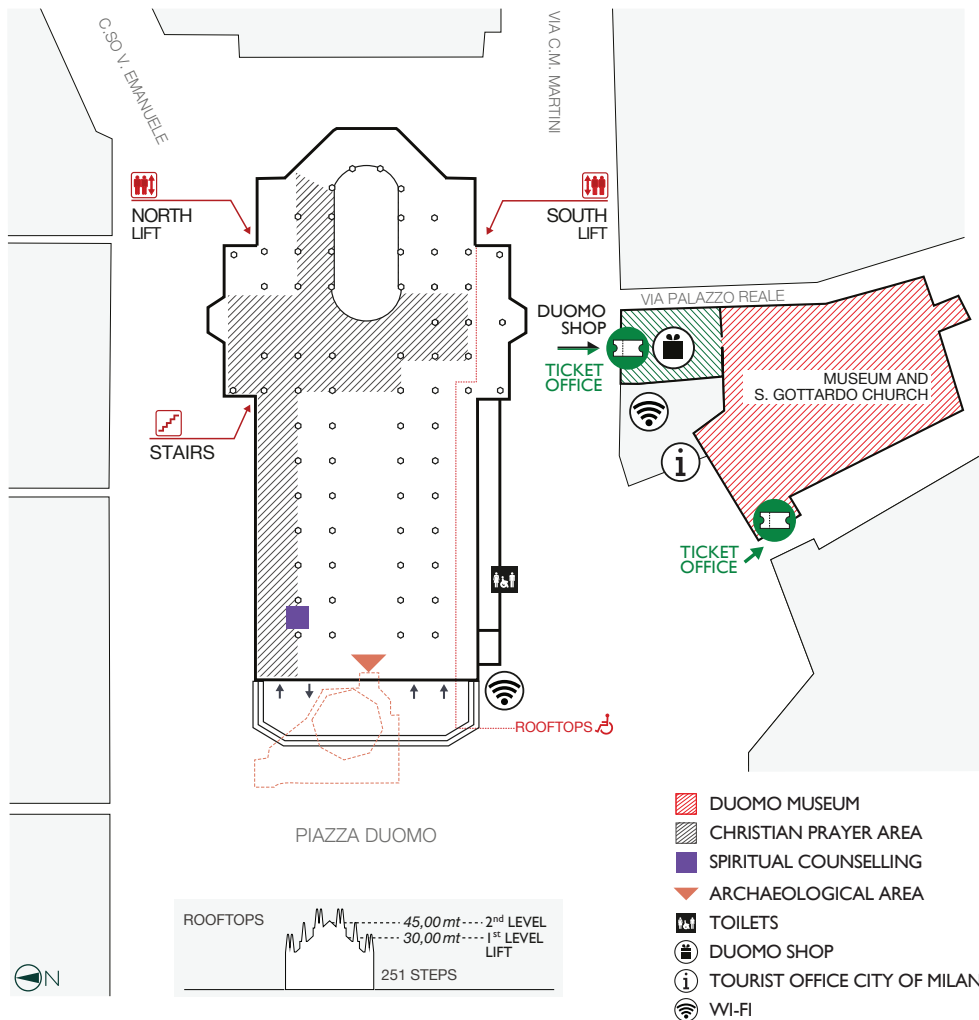 C.SO V. EMANUELE
VIA C.M. MARTINI
NORTH
LIFT
SOUTH
LIFT
VIA PALAZZO REALE
DUOMO
SHOP
TICKET
OFFICE
MUSEUM AND
S. GOTTARDO CHURCH
STAIRS
i
TICKET
OFFICE
ROOFTOPS
PIAZZA DUOMO
DUOMO MUSEUM
CHRISTIAN PRAYER AREA
SPIRITUAL COUNSELLING
ARCHAEOLOGICAL AREA
TOILETS
DUOMO SHOP
i TOURIST OFFICE CITY OF MILAN
WI-FI
ROOFTOPS
45,00 mt 2nd LEVEL
30,00 mt 1st LEVEL
LIFT
251 STEPS
N